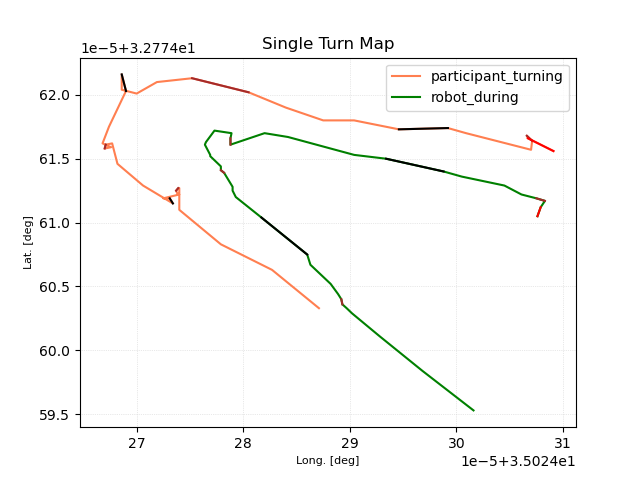 Single Turn Map
1e−5+3.2774e1
participant_turning
robot_during
62.0
61.5
61.0
60.5
60.0
59.5
Lat. [deg]
27 28 29 30 31
Long. [deg]
1e−5+3.5024e1